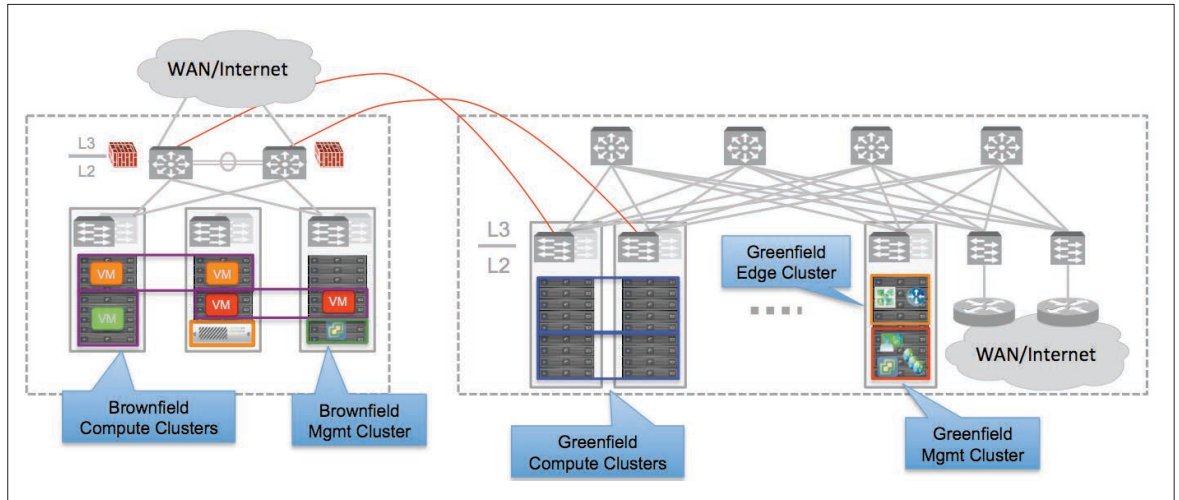 WAN/Internet
L3
L2
VM
VM
VM
VM
VM
Brownfield
Compute Clusters
Brownfield
Mgmt Cluster
L3
L2
Greenfield
Edge Cluster
WAN/Internet
Greenfield
Compute Clusters
Greenfield
Mgmt Cluster